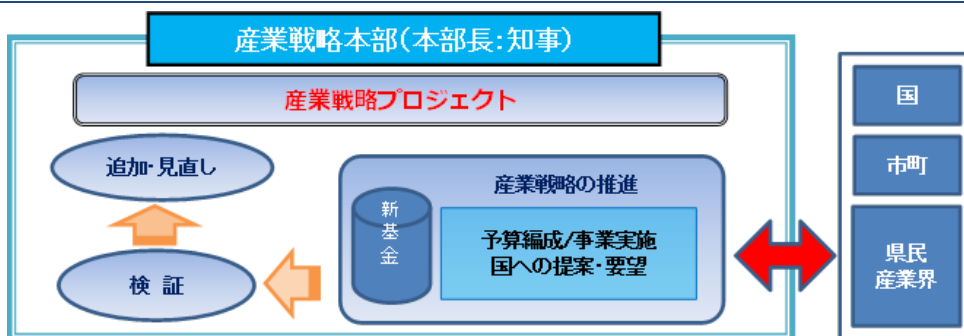 産業戦略本部(本部長:知事)
産業戦略プロジェクト
追加・見直し
検 証
産業戦略の推進
新
基
金
予算編成/事業実施
国への提案・要望
国
市町
県民
産業界